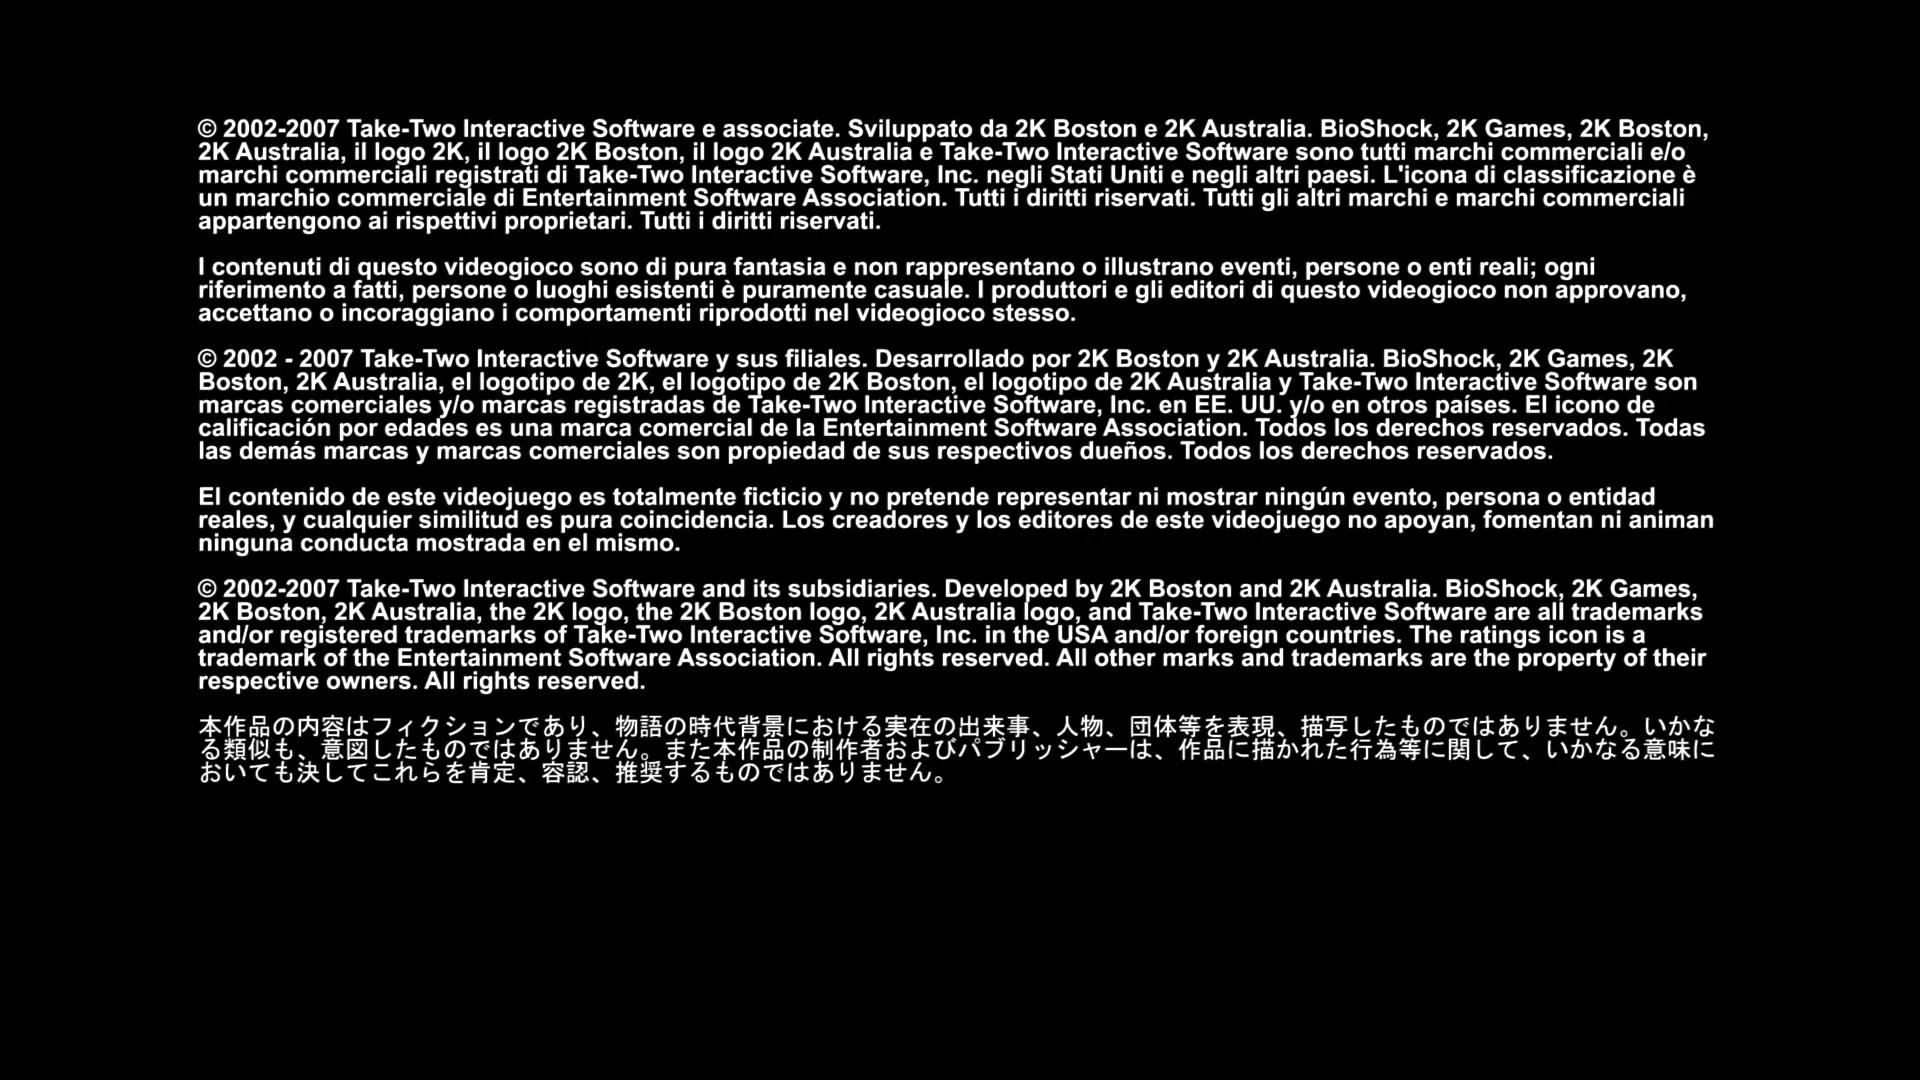 © 2002-2007 Take-Two Interactive Software e associate. Sviluppato da 2K Boston e 2K Australia. BioShock, 2K Games, 2K Boston,
2K Australia, il logo 2K, il logo 2K Boston, il logo 2K Australia e Take-Two Interactive Software sono tutti marchi commerciali e/o
marchi commerciali registrati di Take-Two Interactive Software, Inc. negli Stati Uniti e negli altri paesi. L'icona di classificazione è
un marchio commerciale di Entertainment Software Association. Tutti i diritti riservati. Tutti gli altri marchi e marchi commerciali
appartengono ai rispettivi proprietari. Tutti i diritti riservati.
I contenuti di questo videogioco sono di pura fantasia e non rappresentano o illustrano eventi, persone o enti reali; ogni
riferimento a fatti, persone o luoghi esistenti è puramente casuale. I produttori e gli editori di questo videogioco non approvano,
accettano o incoraggiano i comportamenti riprodotti nel videogioco stesso.
© 2002 - 2007 Take-Two Interactive Software y sus filiales. Desarrollado por 2K Boston y 2K Australia. BioShock, 2K Games, 2K
Boston, 2K Australia, el logotipo de 2K, el logotipo de 2K Boston, el logotipo de 2K Australia y Take-Two Interactive Software son
marcas comerciales y/o marcas registradas de Take-Two Interactive Software, Inc. en EE. UU. y/o en otros países. El icono de
calificación por edades es una marca comercial de la Entertainment Software Association. Todos los derechos reservados. Todas
las demás marcas y marcas comerciales son propiedad de sus respectivos dueños. Todos los derechos reservados.
El contenido de este videojuego es totalmente ficticio y no pretende representar ni mostrar ningún evento, persona o entidad
reales, y cualquier similitud es pura coincidencia. Los creadores y los editores de este videojuego no apoyan, fomentan ni animan
ninguna conducta mostrada en el mismo.
© 2002-2007 Take-Two Interactive Software and its subsidiaries. Developed by 2K Boston and 2K Australia. BioShock, 2K Games,
2K Boston, 2K Australia, the 2K logo, the 2K Boston logo, 2K Australia logo, and Take-Two Interactive Software are all trademarks
and/or registered trademarks of Take-Two Interactive Software, Inc. in the USA and/or foreign countries. The ratings icon is a
trademark of the Entertainment Software Association. All rights reserved. All other marks and trademarks are the property of their
respective owners. All rights reserved.
本作品の内容はフィクションであり、物語の時代背景における実在の出来事、人物、団体等を表現、描写したものではありません。いかな
る類似も、意図したものではありません。また本作品の制作者およびパブリッシャーは、作品に描かれた行為等に関して、いかなる意味に
おいても決してこれらを肯定、容認、推奨するものではありません。